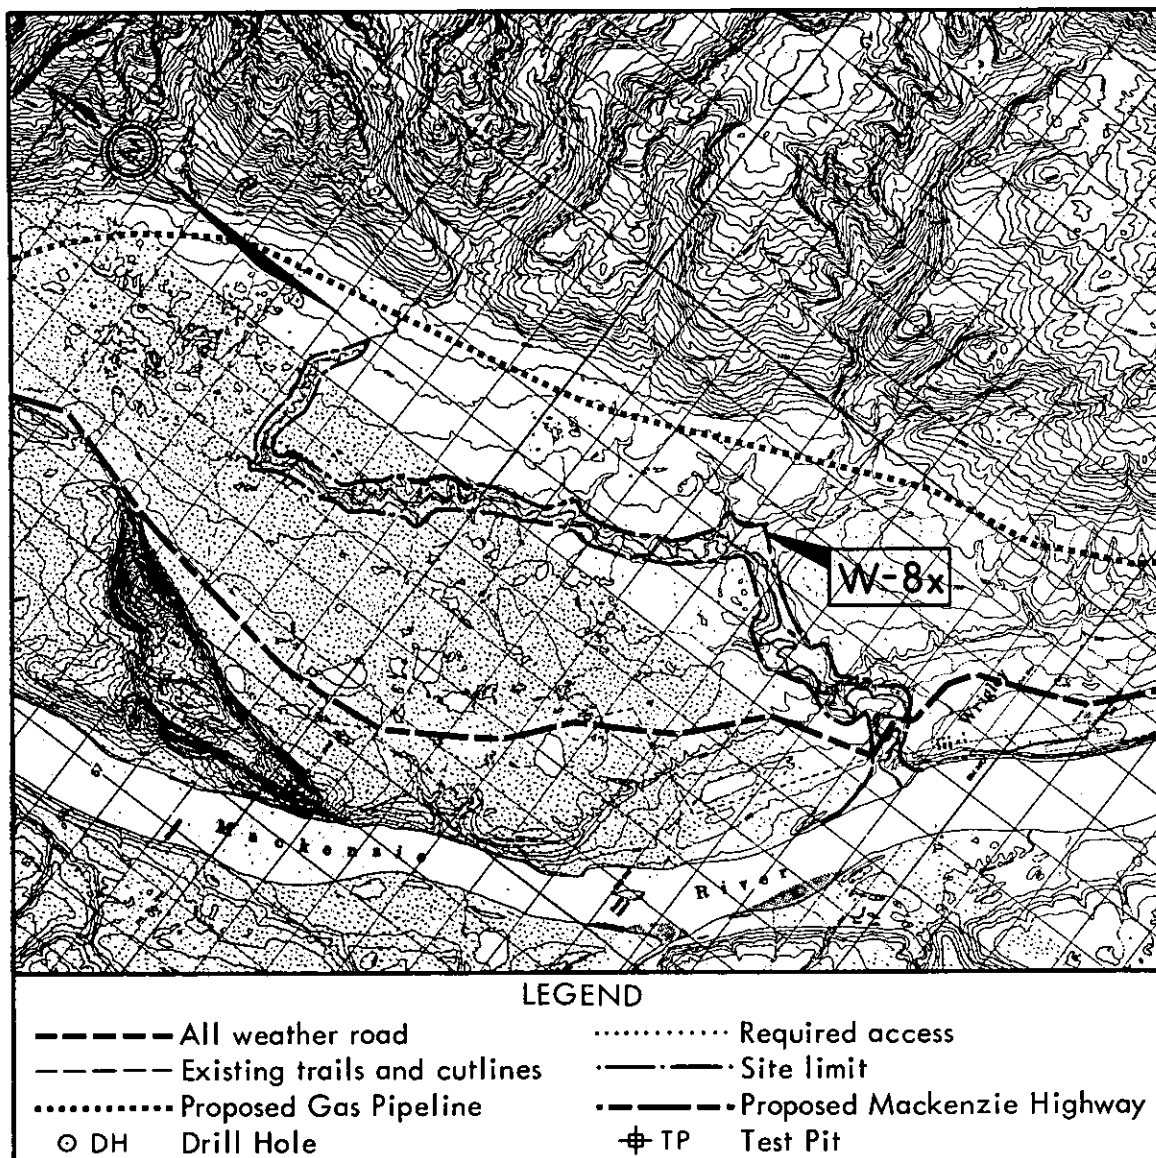 W-8x
Wrigley
Mackenzie
River
LEGEND
All weather road
Required access
Existing trails and cutlines
Site limit
Proposed Gas Pipeline
Proposed Mackenzie Highway
DH Drill Hole
TP Test Pit